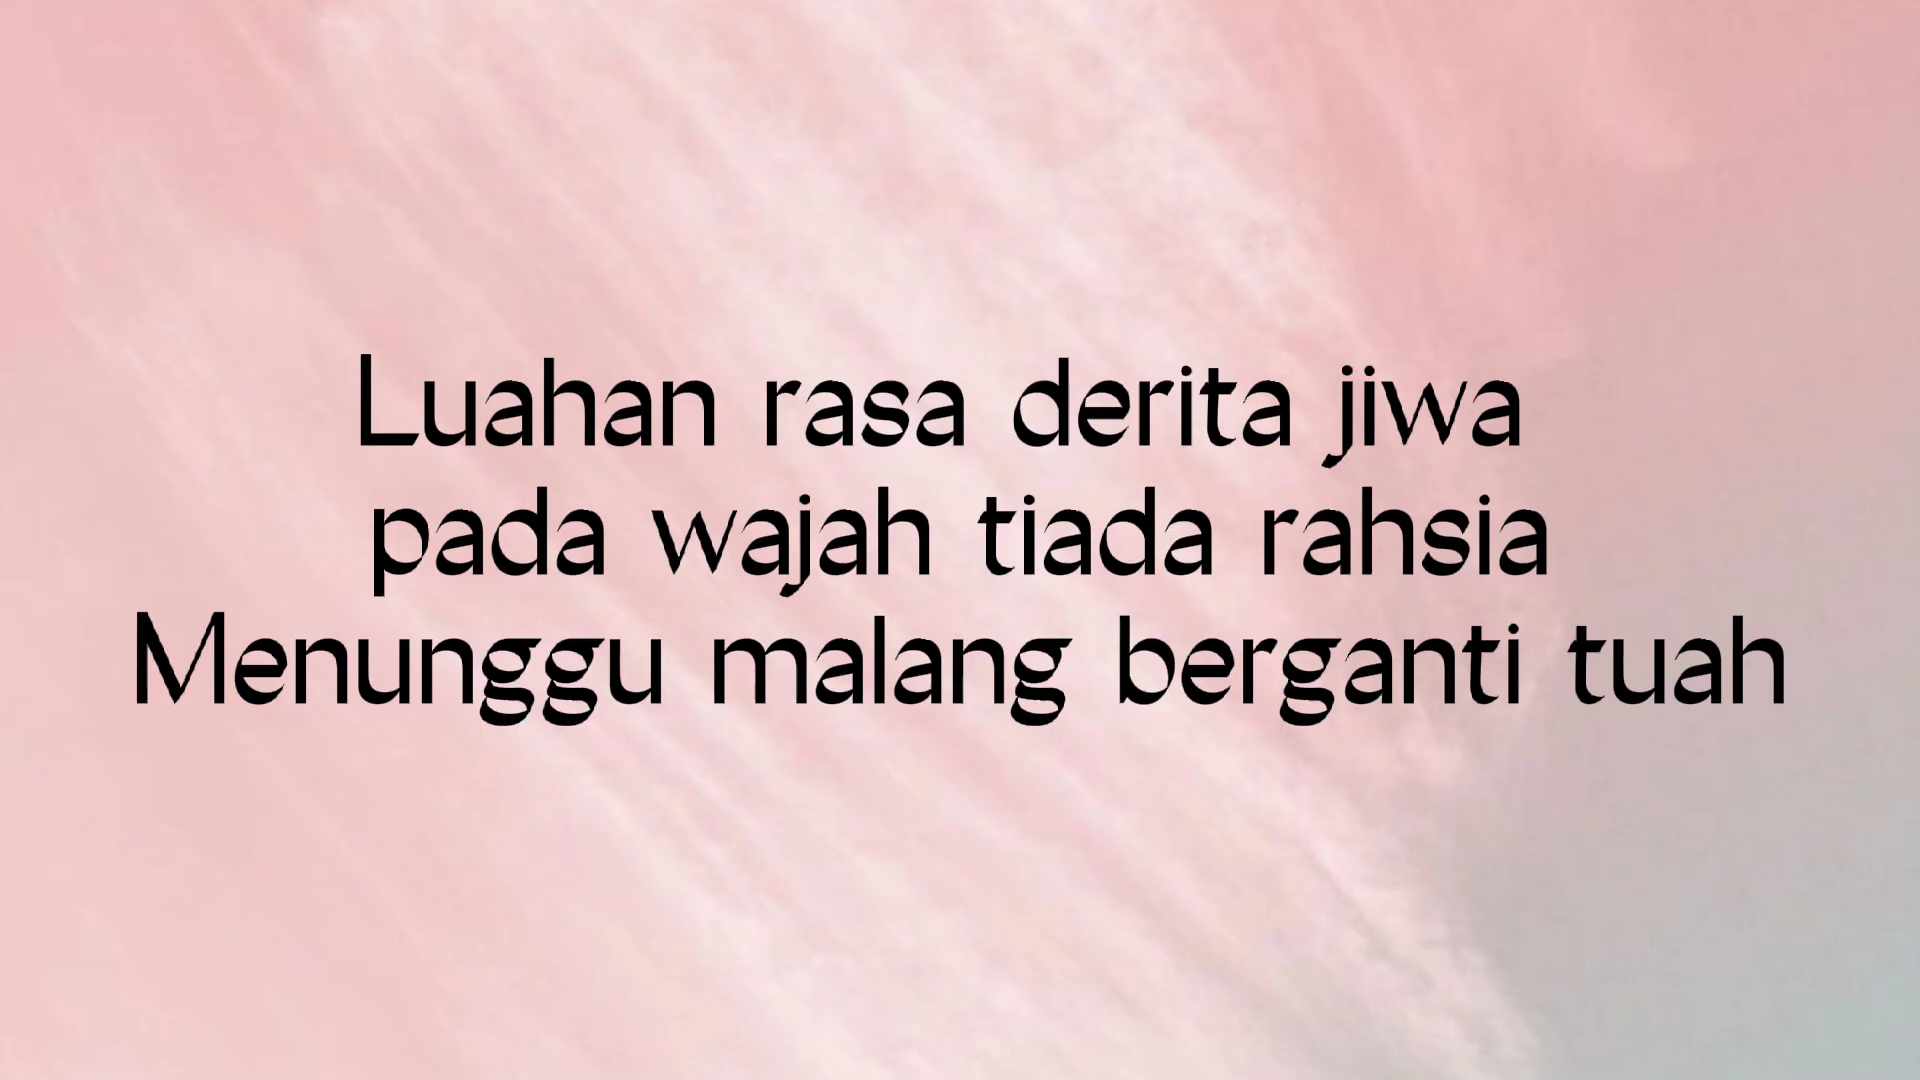 Luahan rasa derita jiwa
pada wajah tiada rahsia
Menunggu malang berganti tuah